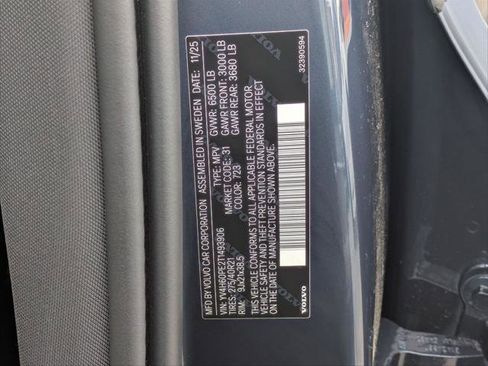 MFD BY VOLVO CAR CORPORATION ASSEMBLED IN SWEDEN DATE: 11/25
VIN: YV4H60PE2T1493906 TYPE: MPV GVWR: 6500 LB
TIRES: 275/40R21 MARKET CODE: 31 GAWR FRONT: 3000 LB
RIM: 9Jx21x38.5 COLOR: 723 GAWR REAR: 3680 LB
THIS VEHICLE CONFORMS TO ALL APPLICABLE FEDERAL MOTOR
VEHICLE SAFETY AND THEFT PREVENTION STANDARDS IN EFFECT
ON THE DATE OF MANUFACTURE SHOWN ABOVE.
VOLVO
32390594